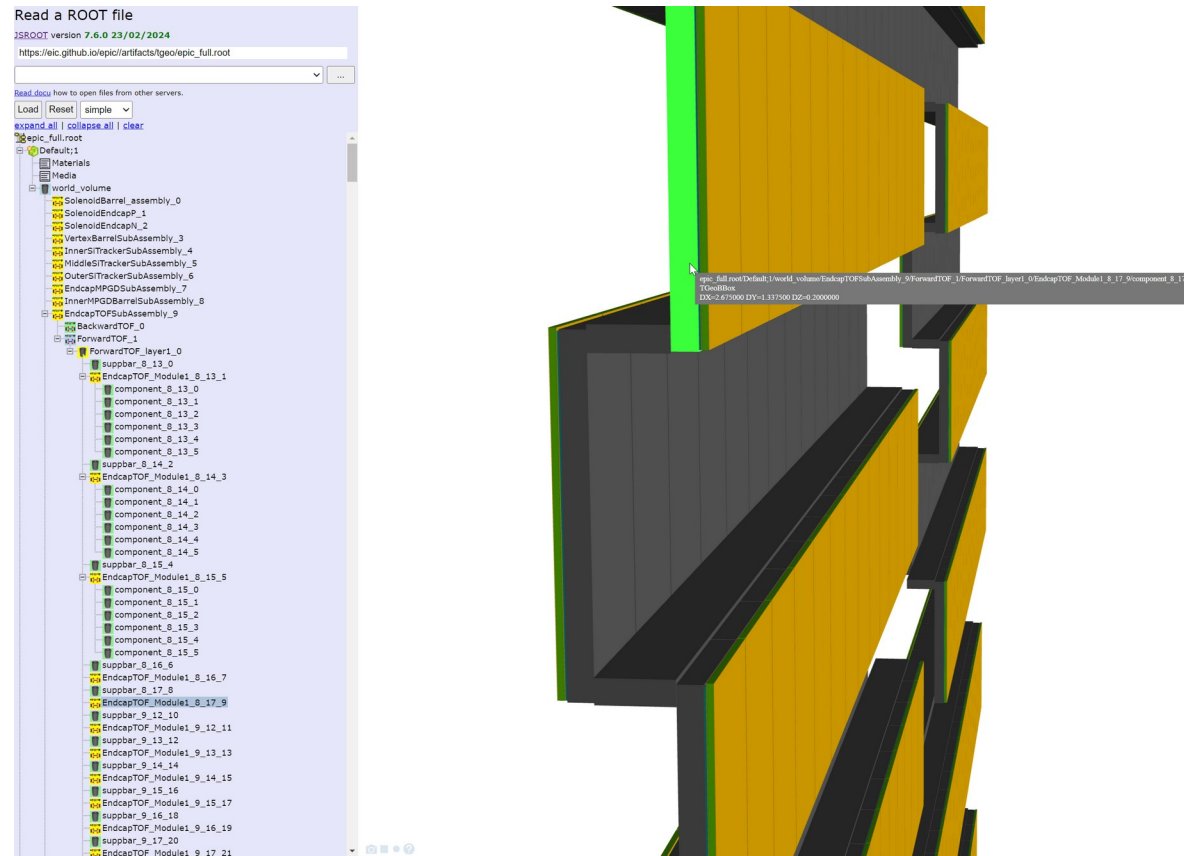 Read a ROOT file
JSROOT version 7.6.0 23/02/2024
https://eic.github.io/epic//artifacts/tgeo/epic_full.root
...
Read docu how to open files from other servers.
Load Reset simple
expand all | collapse all | clear
epic_full.root
Default;1
Materials
Media
world_volume
SolenoidBarrel_assembly_0
SolenoidEndcapP_1
SolenoidEndcapN_2
VertexBarrelSubAssembly_3
InnerSiTrackerSubAssembly_4
MiddleSiTrackerSubAssembly_5
OuterSiTrackerSubAssembly_6
EndcapMPGDSubAssembly_7
InnerMPGDBarrelSubAssembly_8
EndcapTOFSubAssembly_9
BackwardTOF_0
ForwardTOF_1
ForwardTOF_layer1_0
suppbar_8_13_0
EndcapTOF_Module1_8_13_1
component_8_13_0
component_8_13_1
component_8_13_2
component_8_13_3
component_8_13_4
component_8_13_5
suppbar_8_14_2
EndcapTOF_Module1_8_14_3
component_8_14_0
component_8_14_1
component_8_14_2
component_8_14_3
component_8_14_4
component_8_14_5
suppbar_8_15_4
EndcapTOF_Module1_8_15_5
component_8_15_0
component_8_15_1
component_8_15_2
component_8_15_3
component_8_15_4
component_8_15_5
suppbar_8_16_6
EndcapTOF_Module1_8_16_7
suppbar_8_17_8
EndcapTOF_Module1_8_17_9
suppbar_9_12_10
EndcapTOF_Module1_9_12_11
suppbar_9_13_12
EndcapTOF_Module1_9_13_13
suppbar_9_14_14
EndcapTOF_Module1_9_14_15
suppbar_9_15_16
EndcapTOF_Module1_9_15_17
suppbar_9_16_18
EndcapTOF_Module1_9_16_19
suppbar_9_17_20
EndcapTOF_Module1_9_17_21
epic_full.root/Default;1/world_volume/EndcapTOFSubAssembly_9/ForwardTOF_1/ForwardTOF_layer1_0/EndcapTOF_Module1_8_17_9/component_8_17
TGeoBBox
DX=2.675000 DY=1.337500 DZ=0.2000000